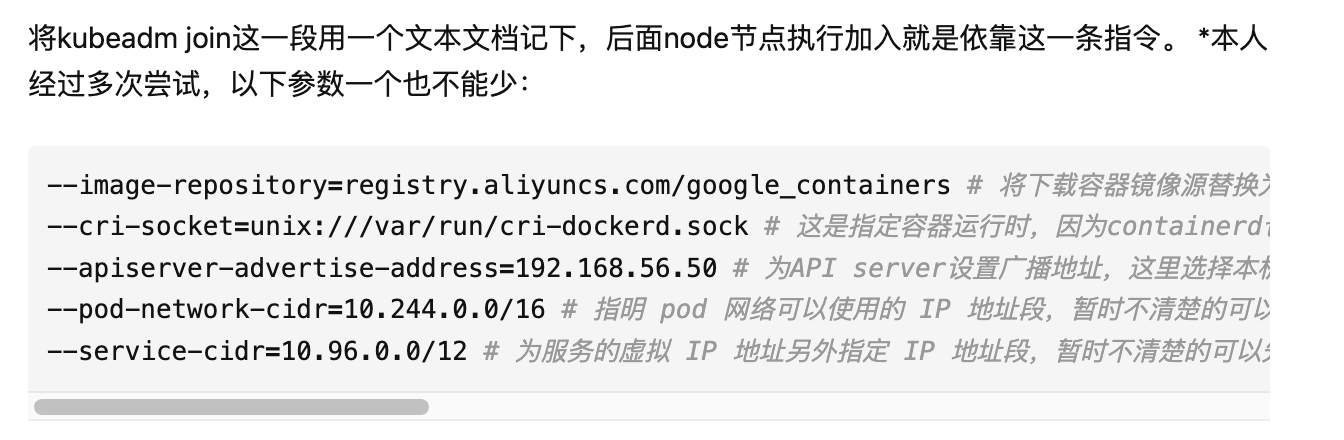 将kubeadm join这一段用一个文本文档记下，后面node节点执行加入就是依靠这一条指令。 *本人
经过多次尝试，以下参数一个也不能少：
--image-repository=registry.aliyuncs.com/google_containers # 将下载容器镜像源替换为
--cri-socket=unix:///var/run/cri-dockerd.sock # 这是指定容器运行时，因为containerd
--apiserver-advertise-address=192.168.56.50 # 为API server设置广播地址，这里选择本机
--pod-network-cidr=10.244.0.0/16 # 指明 pod 网络可以使用的 IP 地址段，暂时不清楚的可以
--service-cidr=10.96.0.0/12 # 为服务的虚拟 IP 地址另外指定 IP 地址段，暂时不清楚的可以